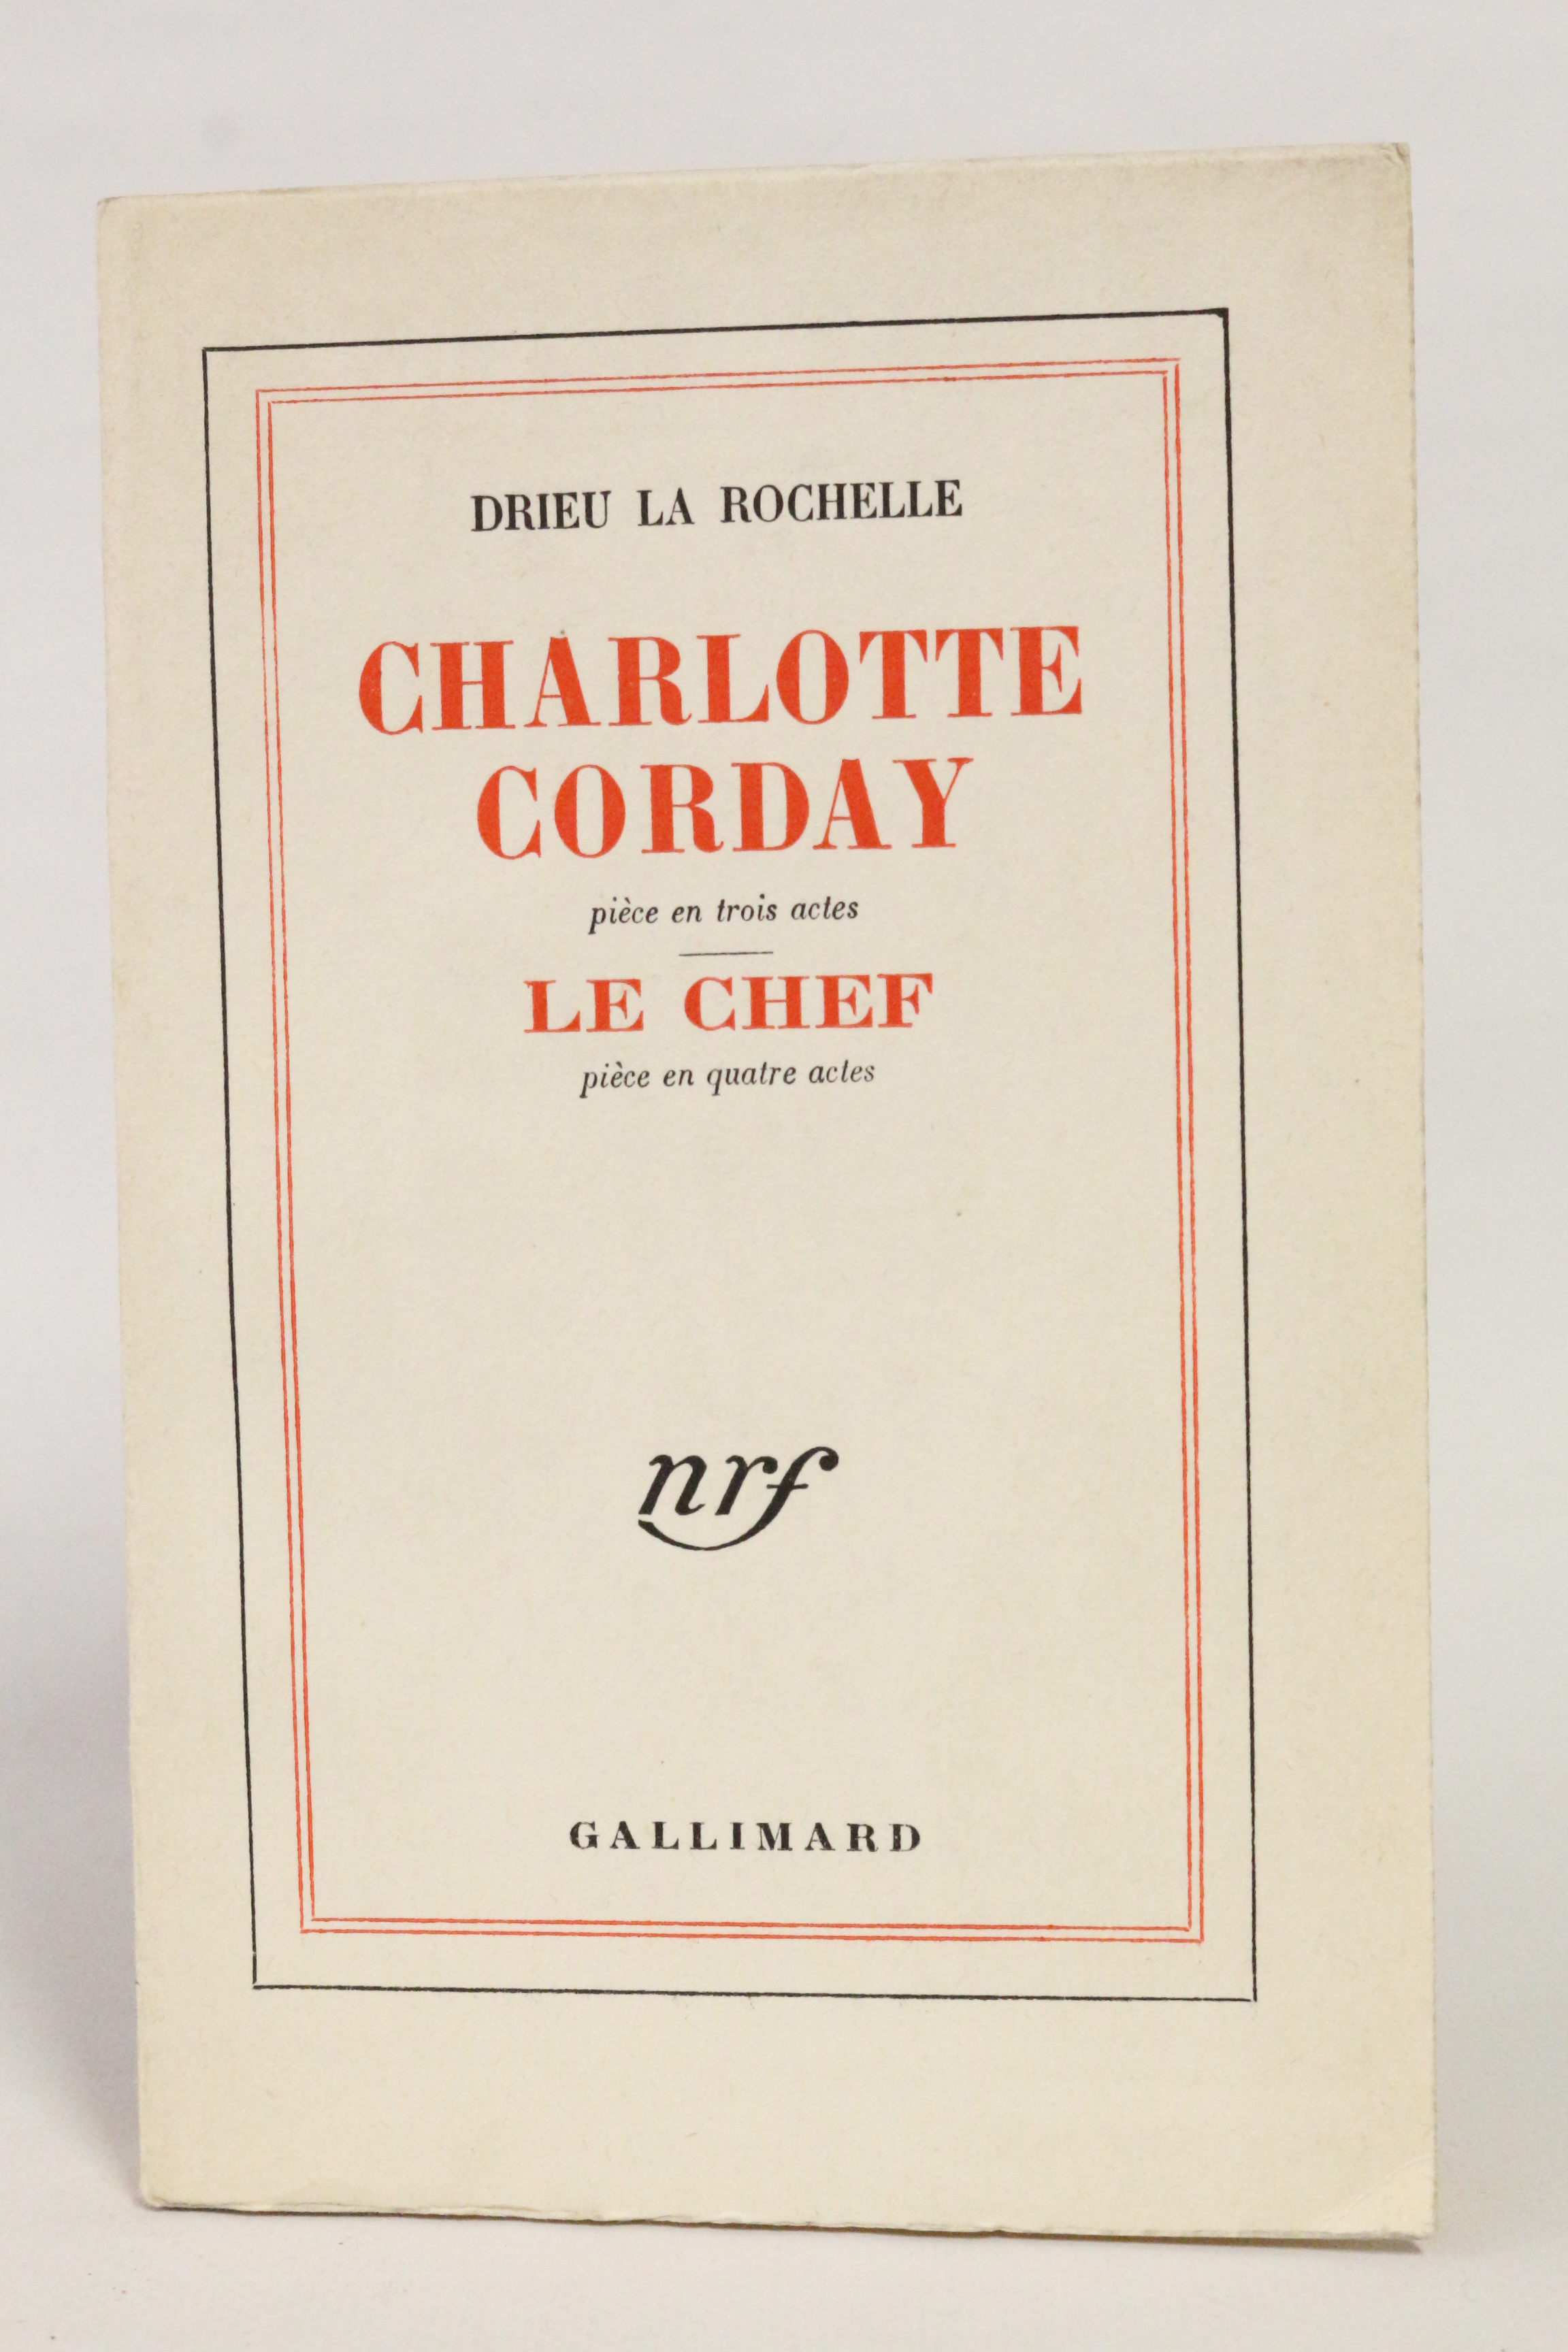 DRIEU LA ROCHELLE
CHARLOTTE
CORDAY
pièce en trois actes
LE CHEF
pièce en quatre actes
nrf
GALLIMARD